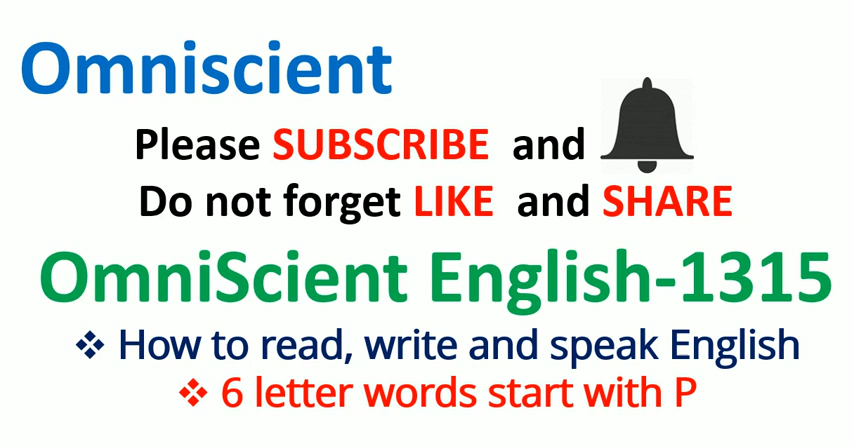 Omniscient
Please SUBSCRIBE and
Do not forget LIKE and SHARE
OmniScient English-1315
❖ How to read, write and speak English
❖ 6 letter words start with P